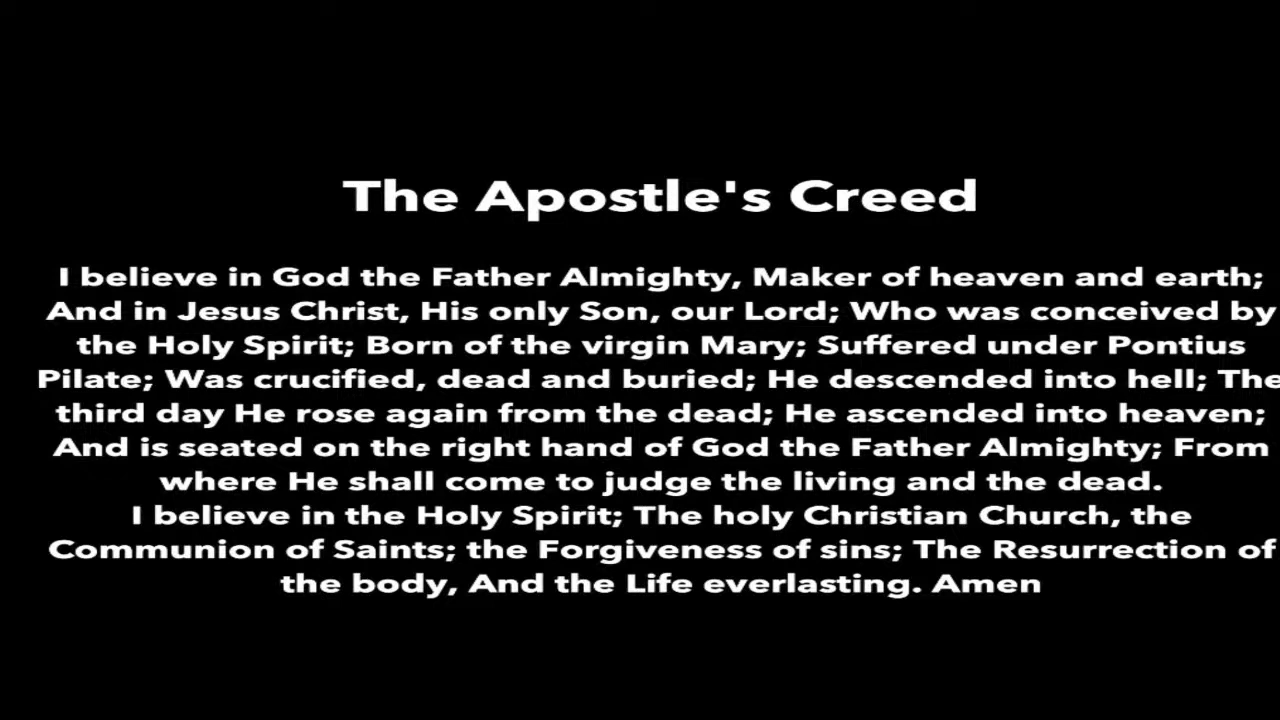 The Apostle's Creed
I believe in God the Father Almighty, Maker of heaven and earth;
And in Jesus Christ, His only Son, our Lord; Who was conceived by
the Holy Spirit; Born of the virgin Mary; Suffered under Pontius
Pilate; Was crucified, dead and buried; He descended into hell; The
third day He rose again from the dead; He ascended into heaven;
And is seated on the right hand of God the Father Almighty; From
where He shall come to judge the living and the dead.
I believe in the Holy Spirit; The holy Christian Church, the
Communion of Saints; the Forgiveness of sins; The Resurrection of
the body, And the Life everlasting. Amen